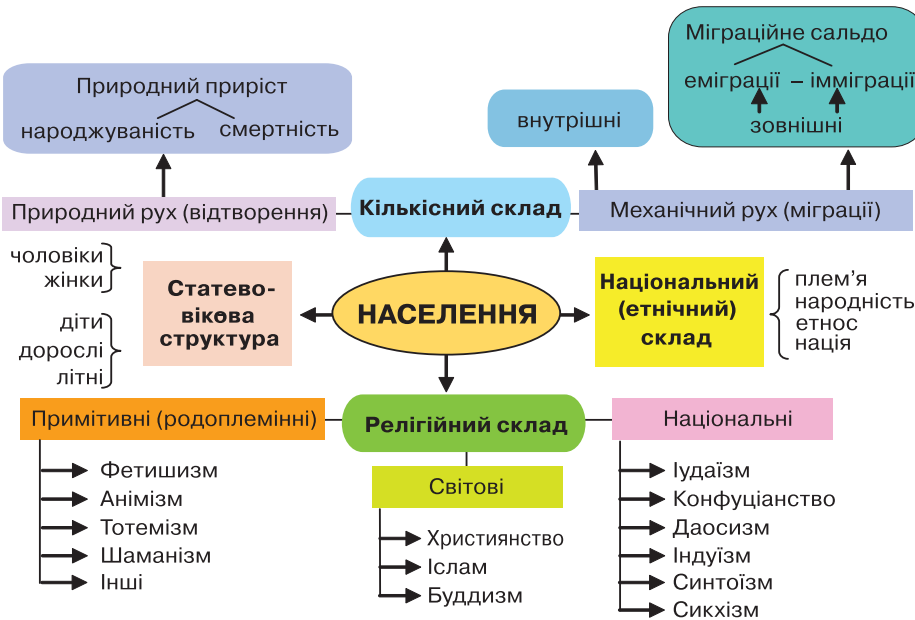 Міграційне сальдо
еміграції – імміграції
зовнішні
Природний приріст
народжуваність смертність
внутрішні
Природний рух (відтворення)
Кількісний склад
Механічний рух (міграції)
чоловіки
жінки
діти
дорослі
літні
Статево-
вікова
структура
НАСЕЛЕННЯ
Національний
(етнічний)
склад
плем’я
народність
етнос
нація
Примітивні (родоплемінні)
Релігійний склад
Національні
Фетишизм
Анімізм
Тотемізм
Шаманізм
Інші
Світові
Християнство
Іслам
Буддизм
Іудаїзм
Конфуціанство
Даосизм
Індуїзм
Синтоїзм
Сикхізм